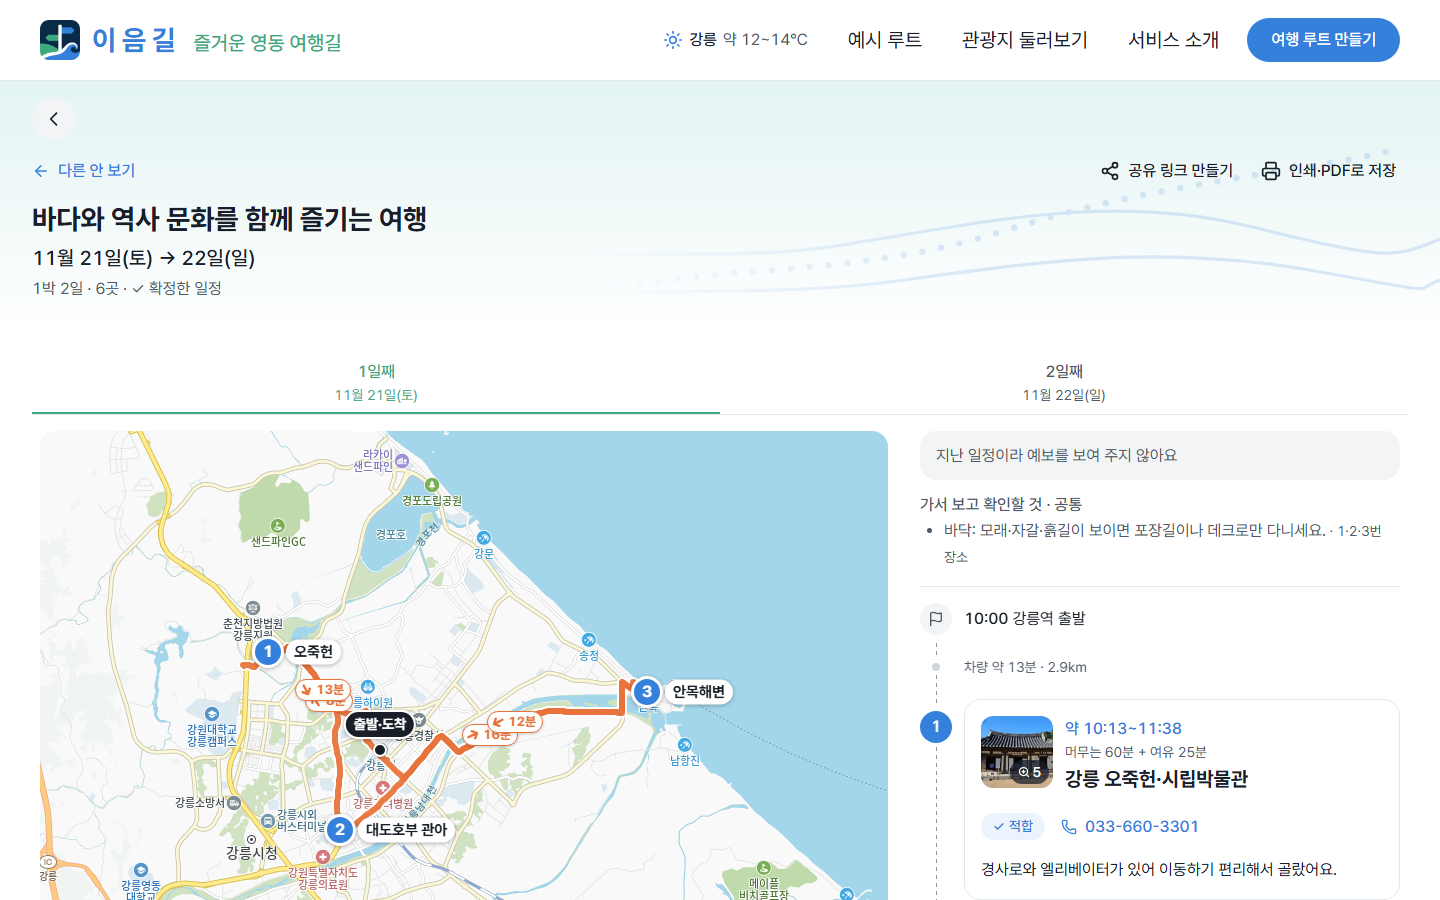 이음길 즐거운 영동 여행길
강릉 약 12~14°C
예시 루트
관광지 둘러보기
서비스 소개
여행 루트 만들기
다른 안 보기
공유 링크 만들기
인쇄·PDF로 저장
바다와 역사 문화를 함께 즐기는 여행
11월 21일(토) → 22일(일)
1박 2일 · 6곳 · ✓ 확정한 일정
1일째
11월 21일(토)
2일째
11월 22일(일)
라카이
샌드파인
경포도립공원
경포호
경포천
샌드파인GC
강문
춘천지방법원
강릉지원
1 오죽헌
송정
13분
3 안목해변
강원대학교
강릉캠퍼스
출발·도착
12분
16분
남항진
강릉소방서
강릉시외
버스터미널
2 대도호부 관아
강릉시청
강원특별자치도
강릉의료원
IC
강릉
강릉영동
대학교
메이플
비치골프장
지난 일정이라 예보를 보여 주지 않아요
가서 보고 확인할 것 · 공통
• 바닥: 모래·자갈·흙길이 보이면 포장길이나 데크로만 다니세요. · 1·2·3번
장소
10:00 강릉역 출발
차량 약 13분 · 2.9km
1
약 10:13~11:38
머무는 60분 + 여유 25분
강릉 오죽헌·시립박물관
5
✓ 적합
033-660-3301
경사로와 엘리베이터가 있어 이동하기 편리해서 골랐어요.